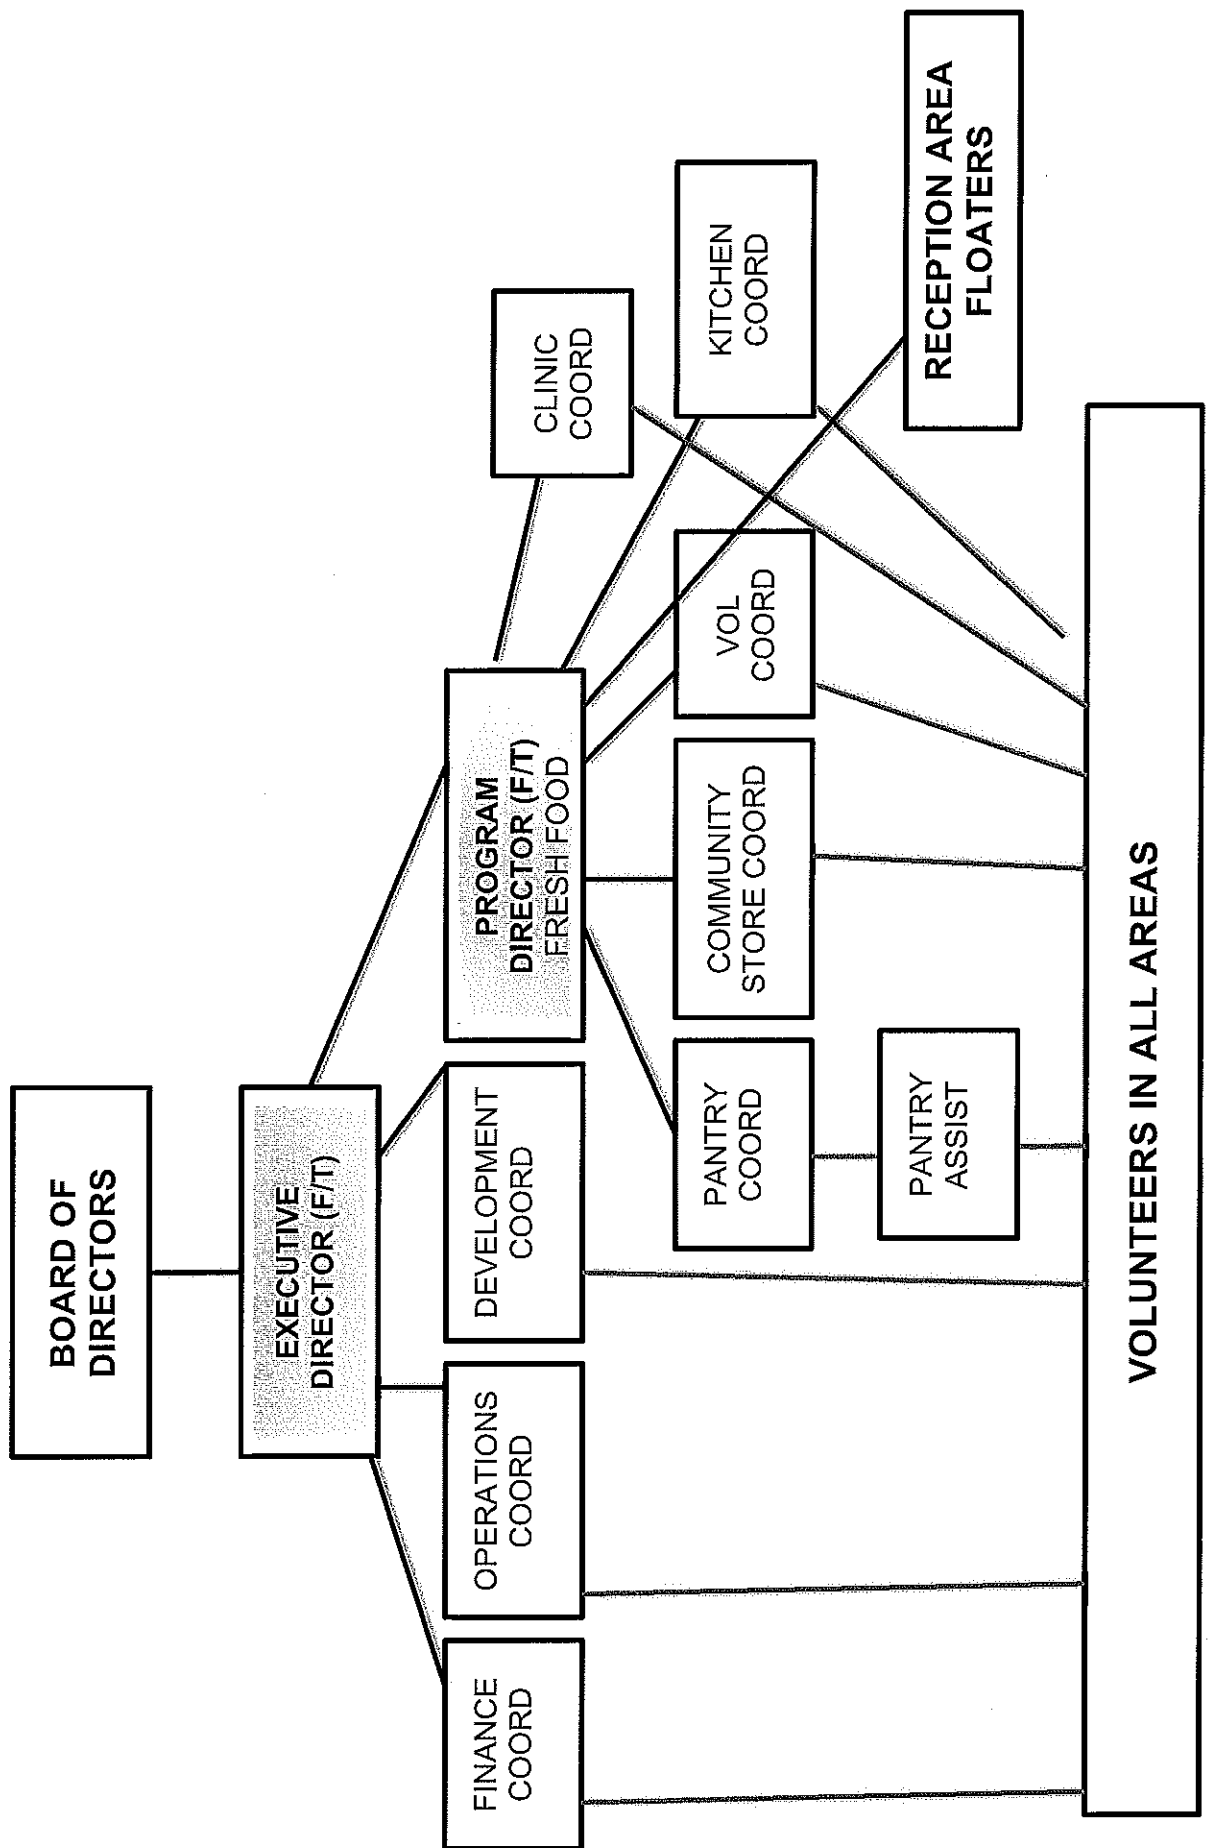 BOARD OF
DIRECTORS
EXECUTIVE
DIRECTOR (F/T)
FINANCE
COORD
OPERATIONS
COORD
DEVELOPMENT
COORD
PROGRAM
DIRECTOR (F/T)
FRESH FOOD
CLINIC
COORD
PANTRY
COORD
COMMUNITY
STORE COORD
VOL
COORD
KITCHEN
COORD
PANTRY
ASSIST
RECEPTION AREA
FLOATERS
VOLUNTEERS IN ALL AREAS